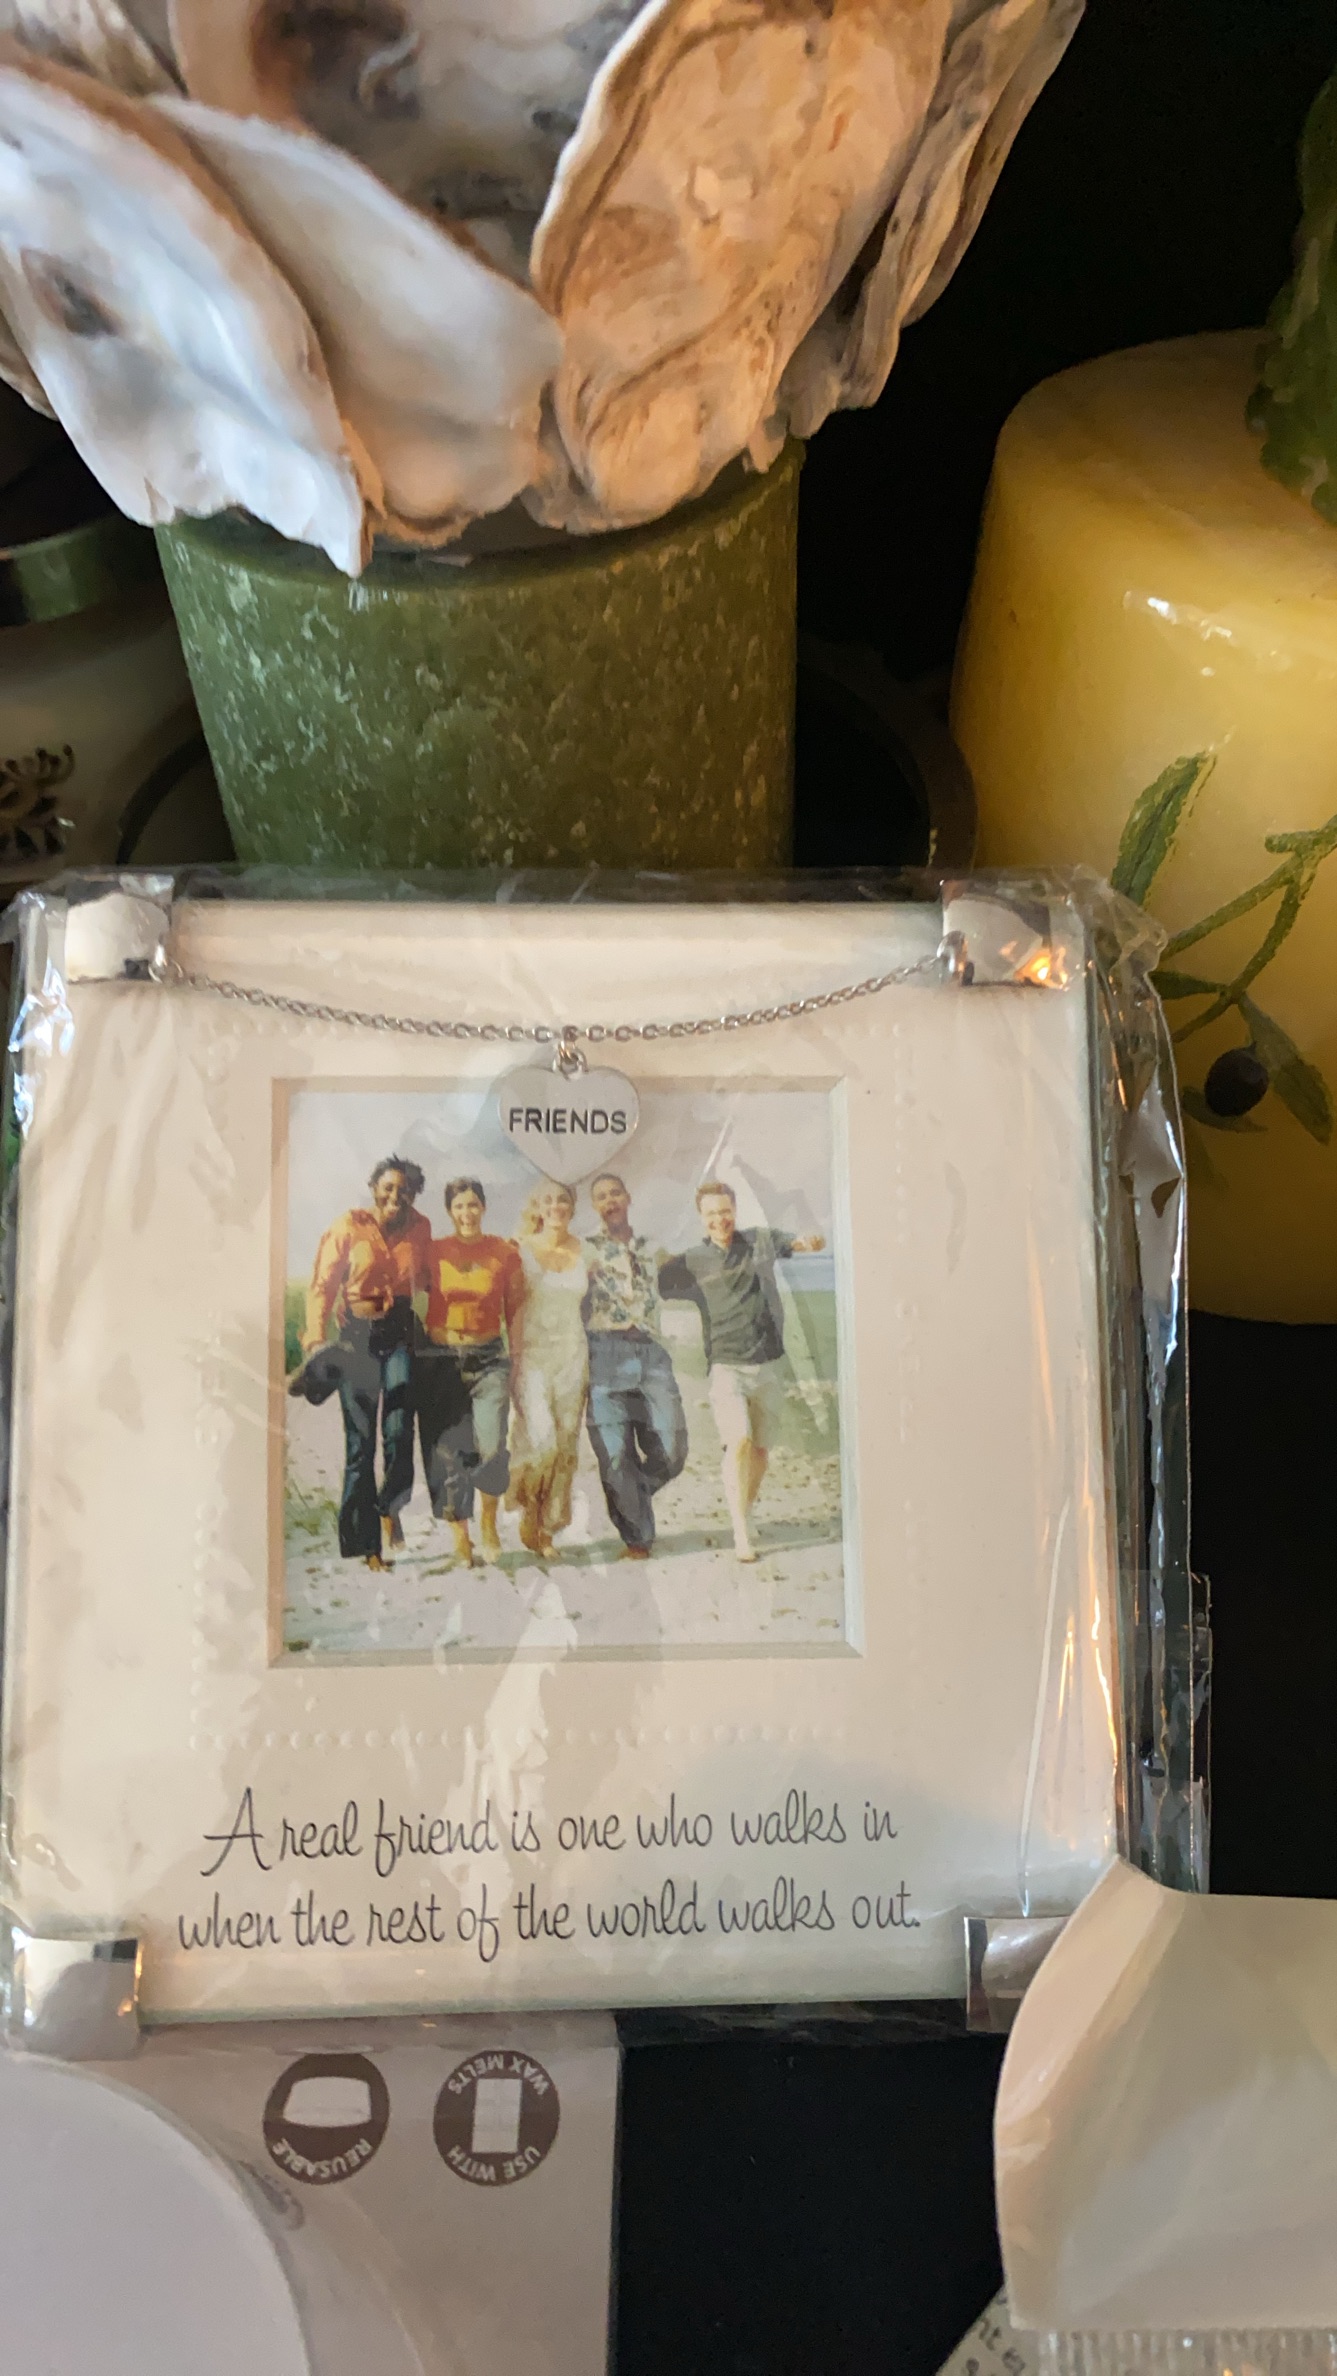 FRIENDS
A real friend is one who walks in
when the rest of the world walks out.
REUSABLE
USE WITH
WAX MELTS